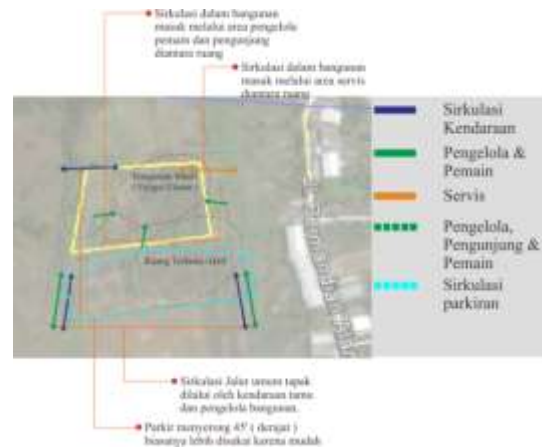 Sirkulasi dalam bangunan
masuk melalui area pengelola
pemain dan pengunjung
diantara ruang
Sirkulasi dalam bangunan
masuk melalui area servis
diantara ruang
Sirkulasi
Kendaraan
Pengelola &
Pemain
Servis
Pengelola,
Pengunjung &
Pemain
Sirkulasi
parkiran
Ruang Terbuka
Sirkulasi Jalur umum tapak
dilalui oleh kendaraan tamu
dan pengelola bangunan.
Parkir menyerong 45° ( derajat )
biasanya lebih disukai karena mudah